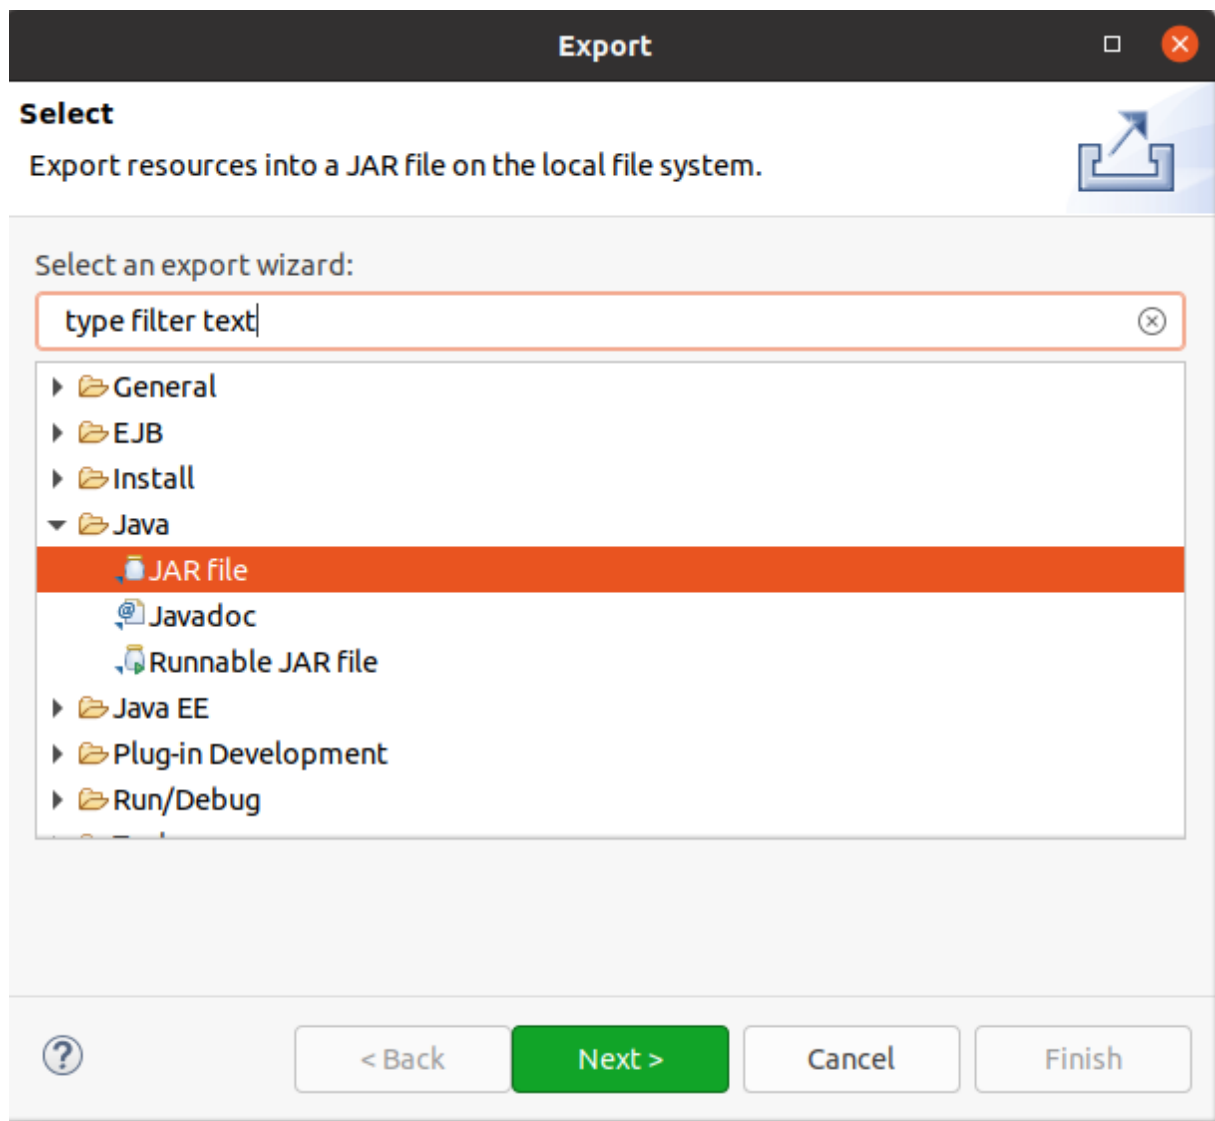 Export
Select
Export resources into a JAR file on the local file system.
Select an export wizard:
type filter text
General
EJB
Install
Java
JAR file
Javadoc
Runnable JAR file
Java EE
Plug-in Development
Run/Debug
< Back Next > Cancel Finish